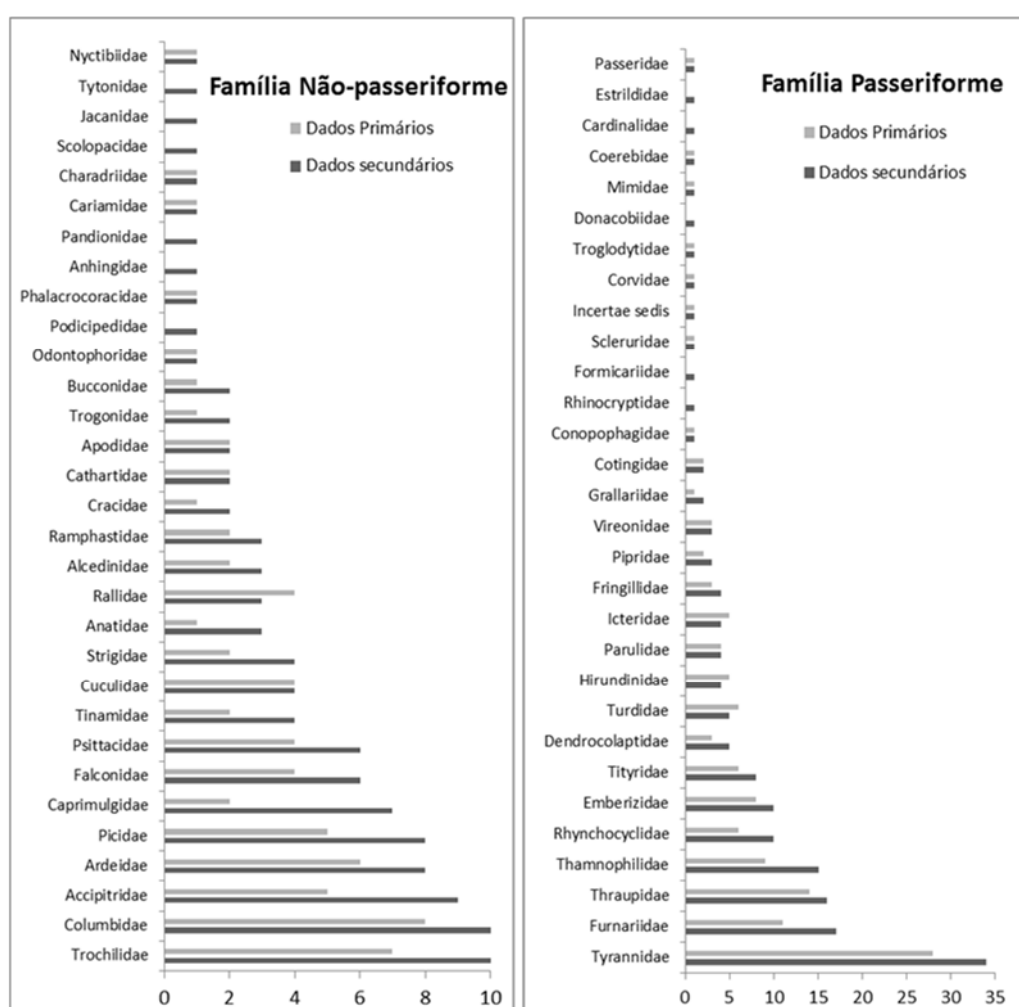 Família Não-passeriforme
Dados Primários
Dados secundários
Nyctibiidae
Tytonidae
Jacanidae
Scolopacidae
Charadriidae
Cariamidae
Pandionidae
Anhingidae
Phalacrocoracidae
Podicipedidae
Odontophoridae
Bucconidae
Trogonidae
Apodidae
Cathartidae
Cracidae
Ramphastidae
Alcedinidae
Rallidae
Anatidae
Strigidae
Cuculidae
Tinamidae
Psittacidae
Falconidae
Caprimulgidae
Picidae
Ardeidae
Accipitridae
Columbidae
Trochilidae
0 2 4 6 8 10
Família Passeriforme
Dados Primários
Dados secundários
Passeridae
Estrildidae
Cardinalidae
Coerebidae
Mimidae
Donacobiidae
Troglodytidae
Corvidae
Incertae sedis
Scleruridae
Formicariidae
Rhinocryptidae
Conopophagidae
Cotingidae
Grallariidae
Vireonidae
Pipridae
Fringillidae
Icteridae
Parulidae
Hirundinidae
Turdidae
Dendrocolaptidae
Tityridae
Emberizidae
Rhynchocyclidae
Thamnophilidae
Thraupidae
Furnariidae
Tyrannidae
0 5 10 15 20 25 30 35